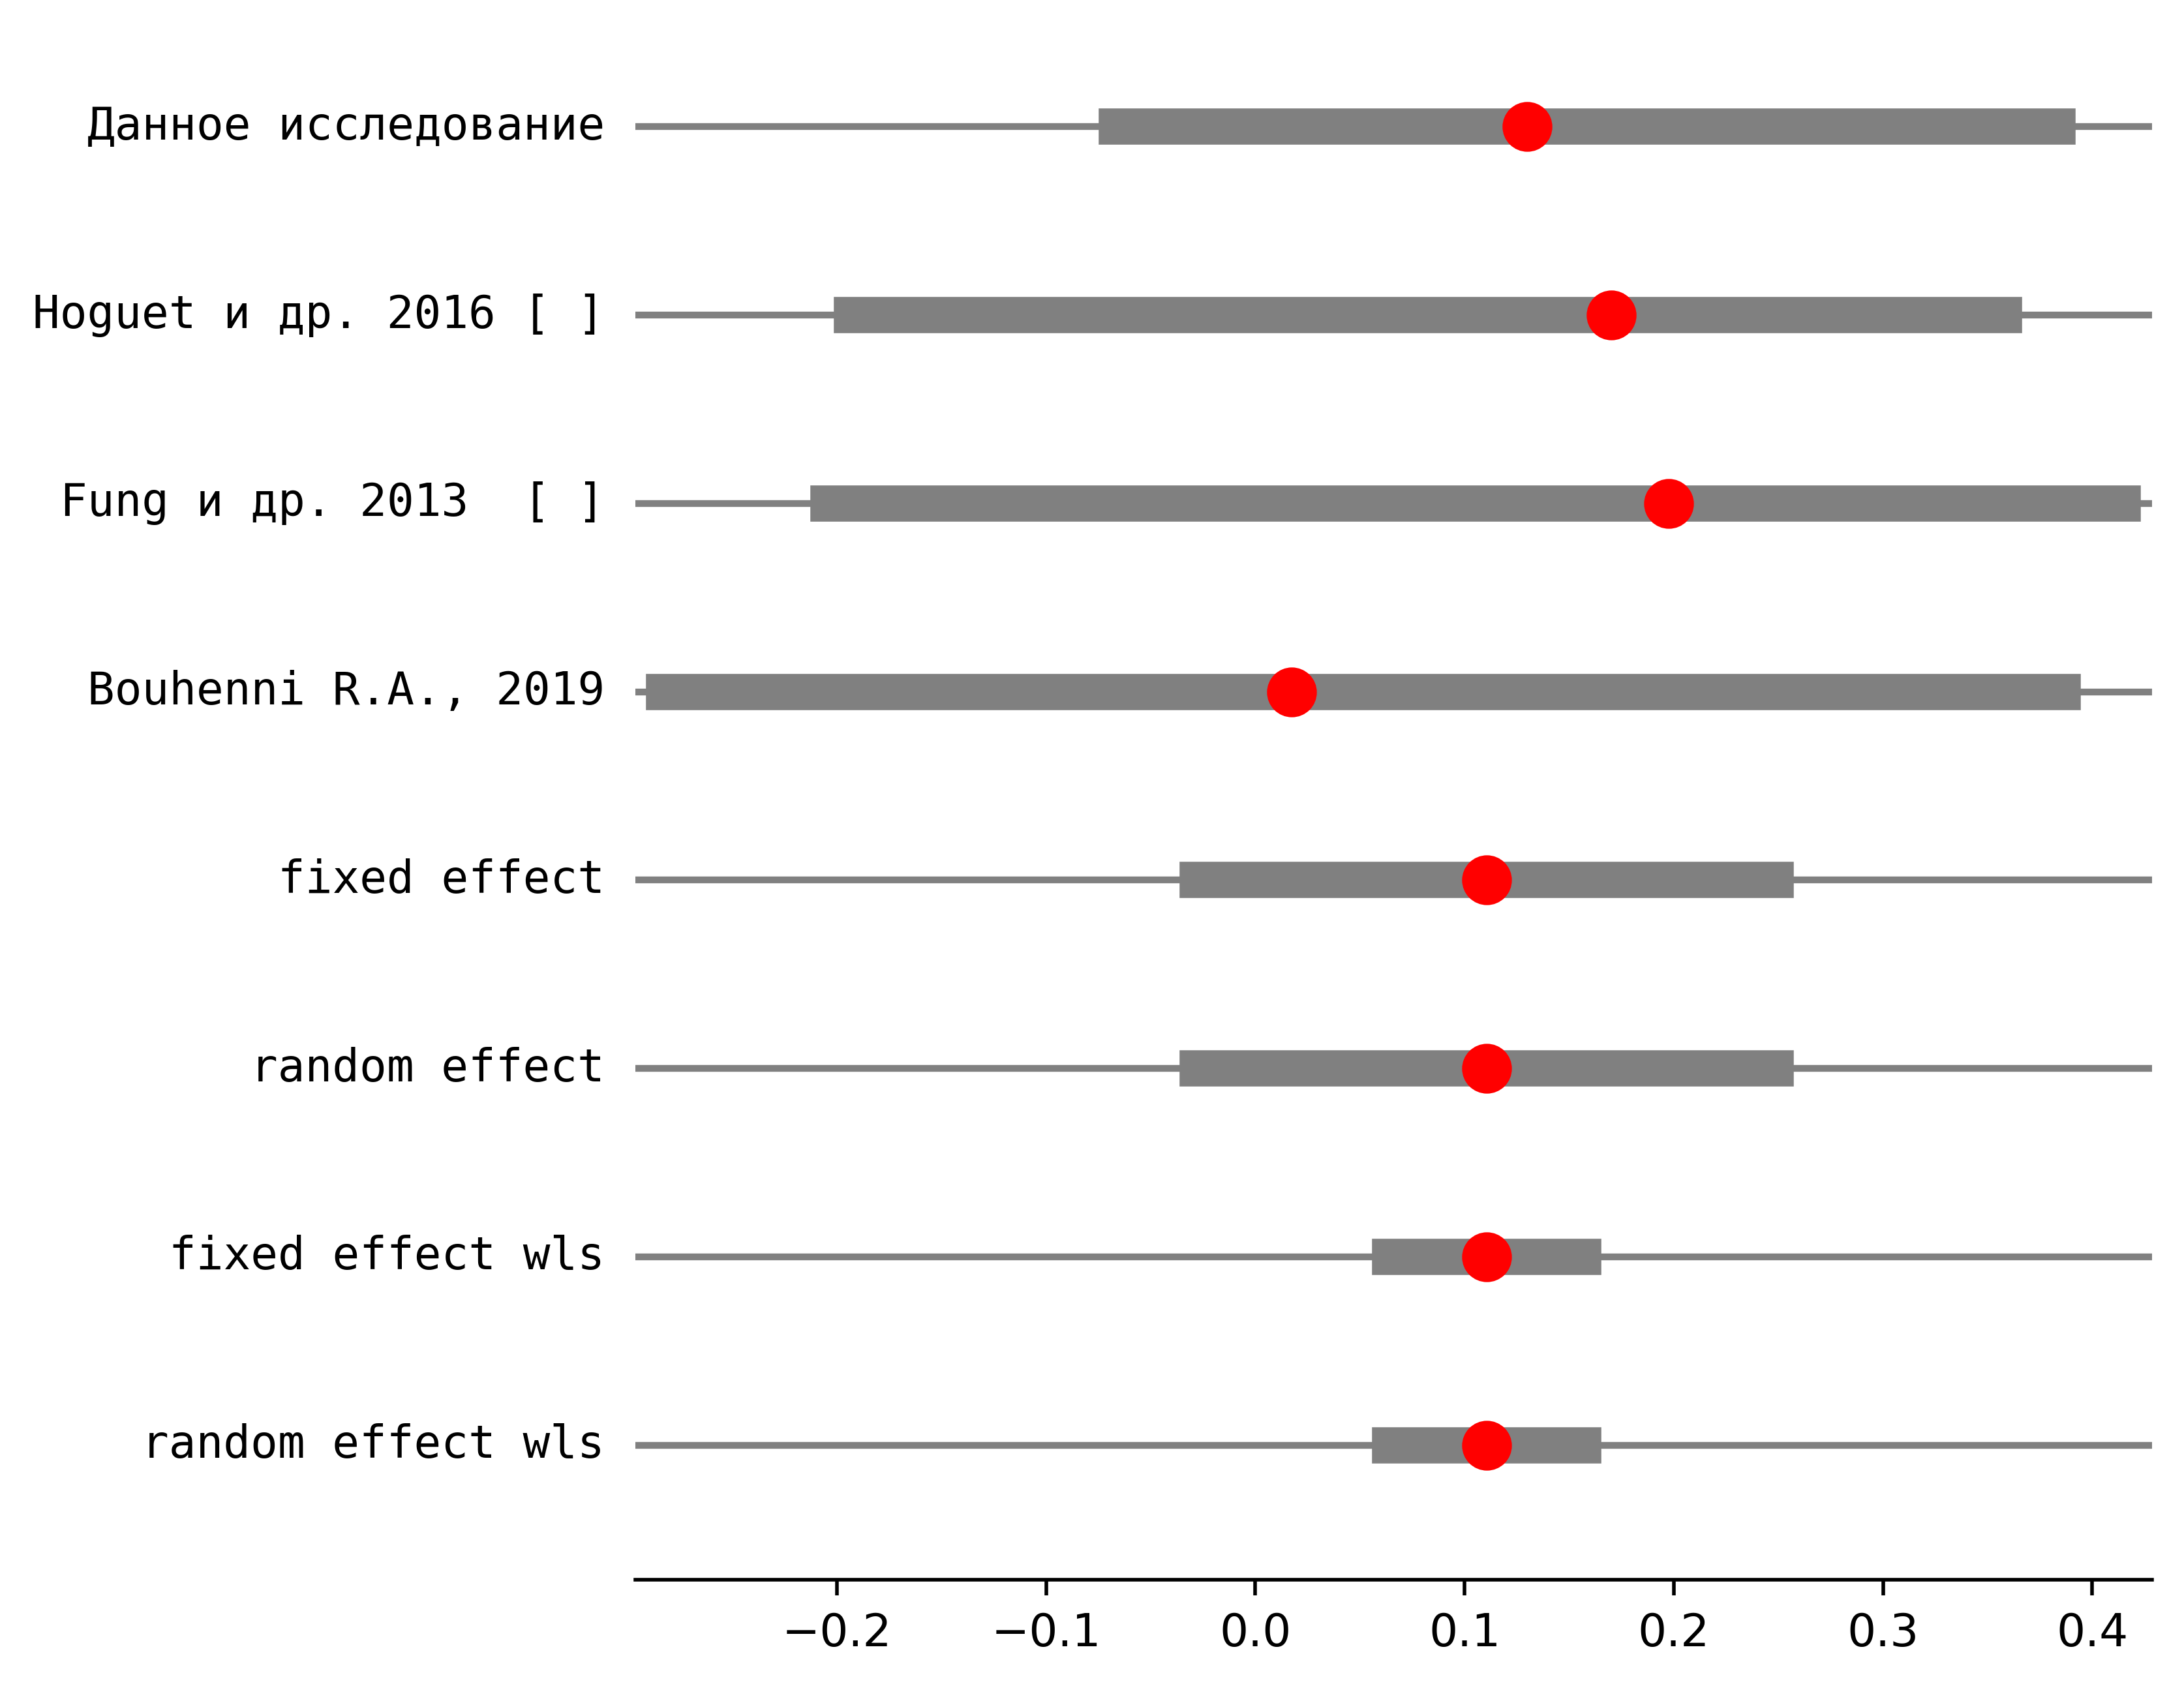 Данное исследование
Hoguet и др. 2016 [ ]
Fung и др. 2013  [ ]
Bouhenni R.A., 2019
fixed effect
random effect
fixed effect wls
random effect wls
−0.2 −0.1 0.0 0.1 0.2 0.3 0.4